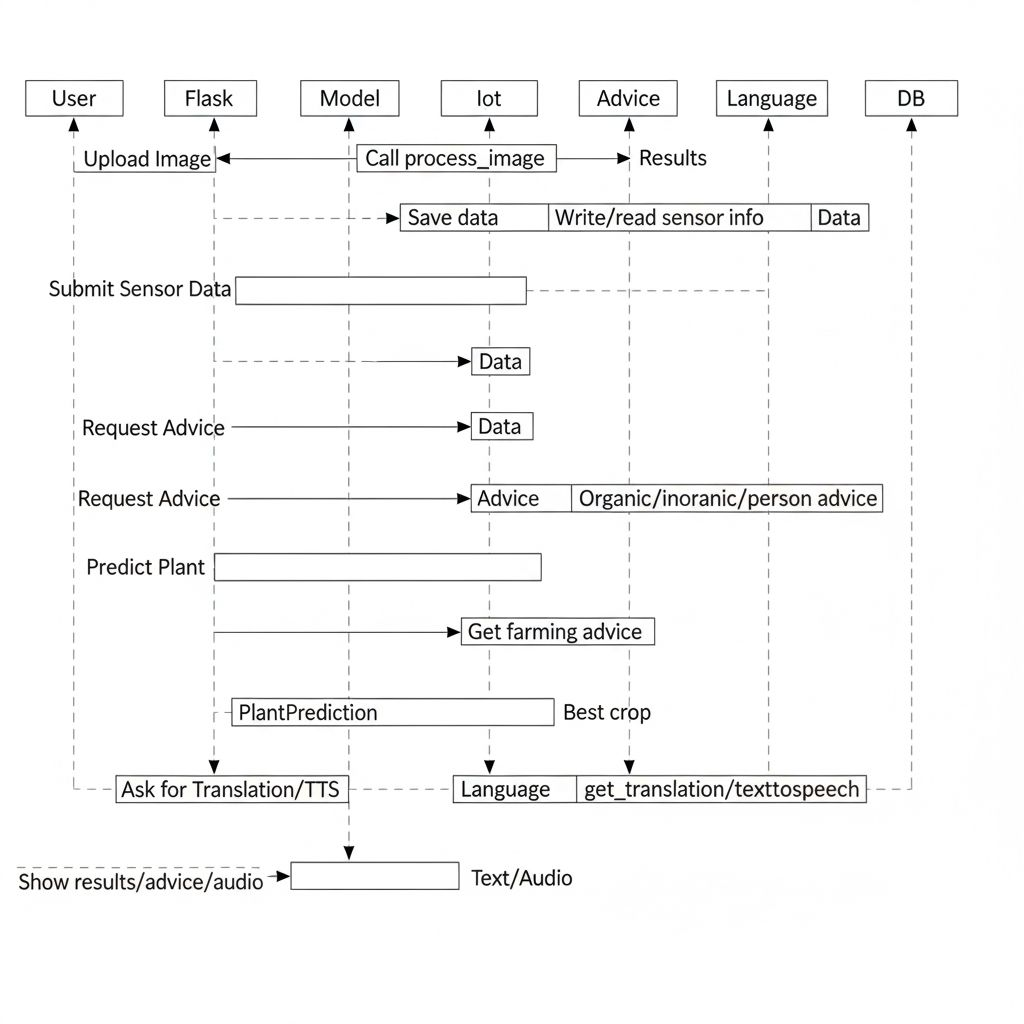 User
Flask
Model
Iot
Advice
Language
DB
Upload Image
Call process_image
Results
Save data
Write/read sensor info
Data
Submit Sensor Data
Data
Request Advice
Data
Request Advice
Advice
Organic/inoranic/person advice
Predict Plant
Get farming advice
PlantPrediction
Best crop
Ask for Translation/TTS
Language
get_translation/texttospeech
Show results/advice/audio
Text/Audio